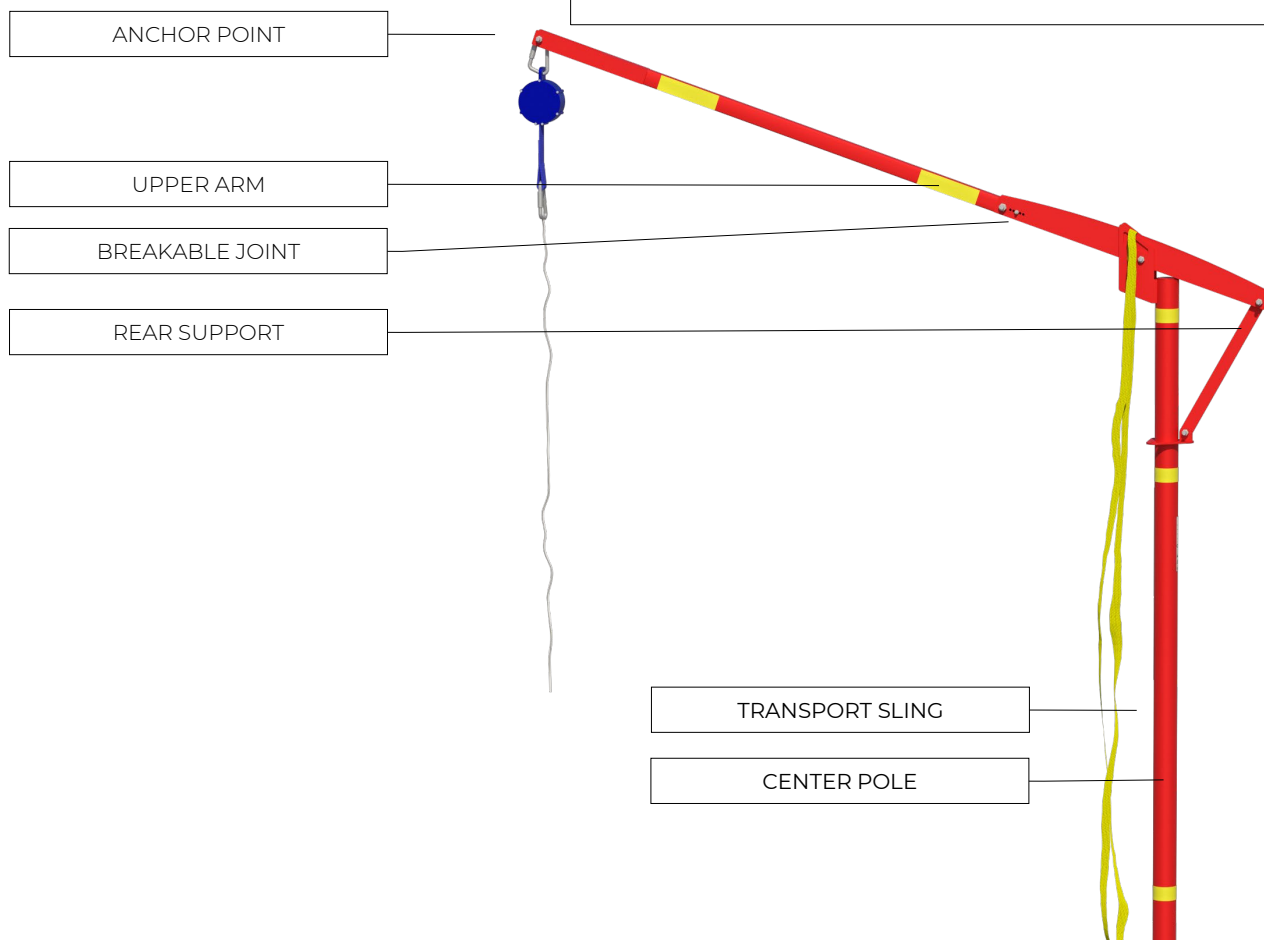 ANCHOR POINT
UPPER ARM
BREAKABLE JOINT
REAR SUPPORT
TRANSPORT SLING
CENTER POLE